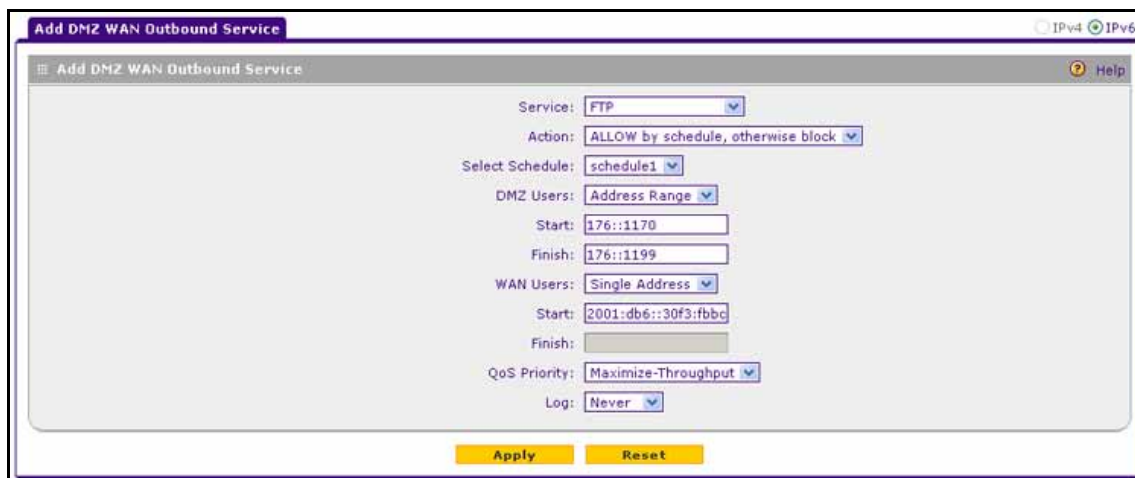 Add DMZ WAN Outbound Service
IPv4 IPv6
Add DMZ WAN Outbound Service
Help
Service: FTP
Action: ALLOW by schedule, otherwise block
Select Schedule: schedule1
DMZ Users: Address Range
Start: 176::1170
Finish: 176::1199
WAN Users: Single Address
Start: 2001:db6::30f3:fbbc
Finish:
QoS Priority: Maximize-Throughput
Log: Never
Apply Reset